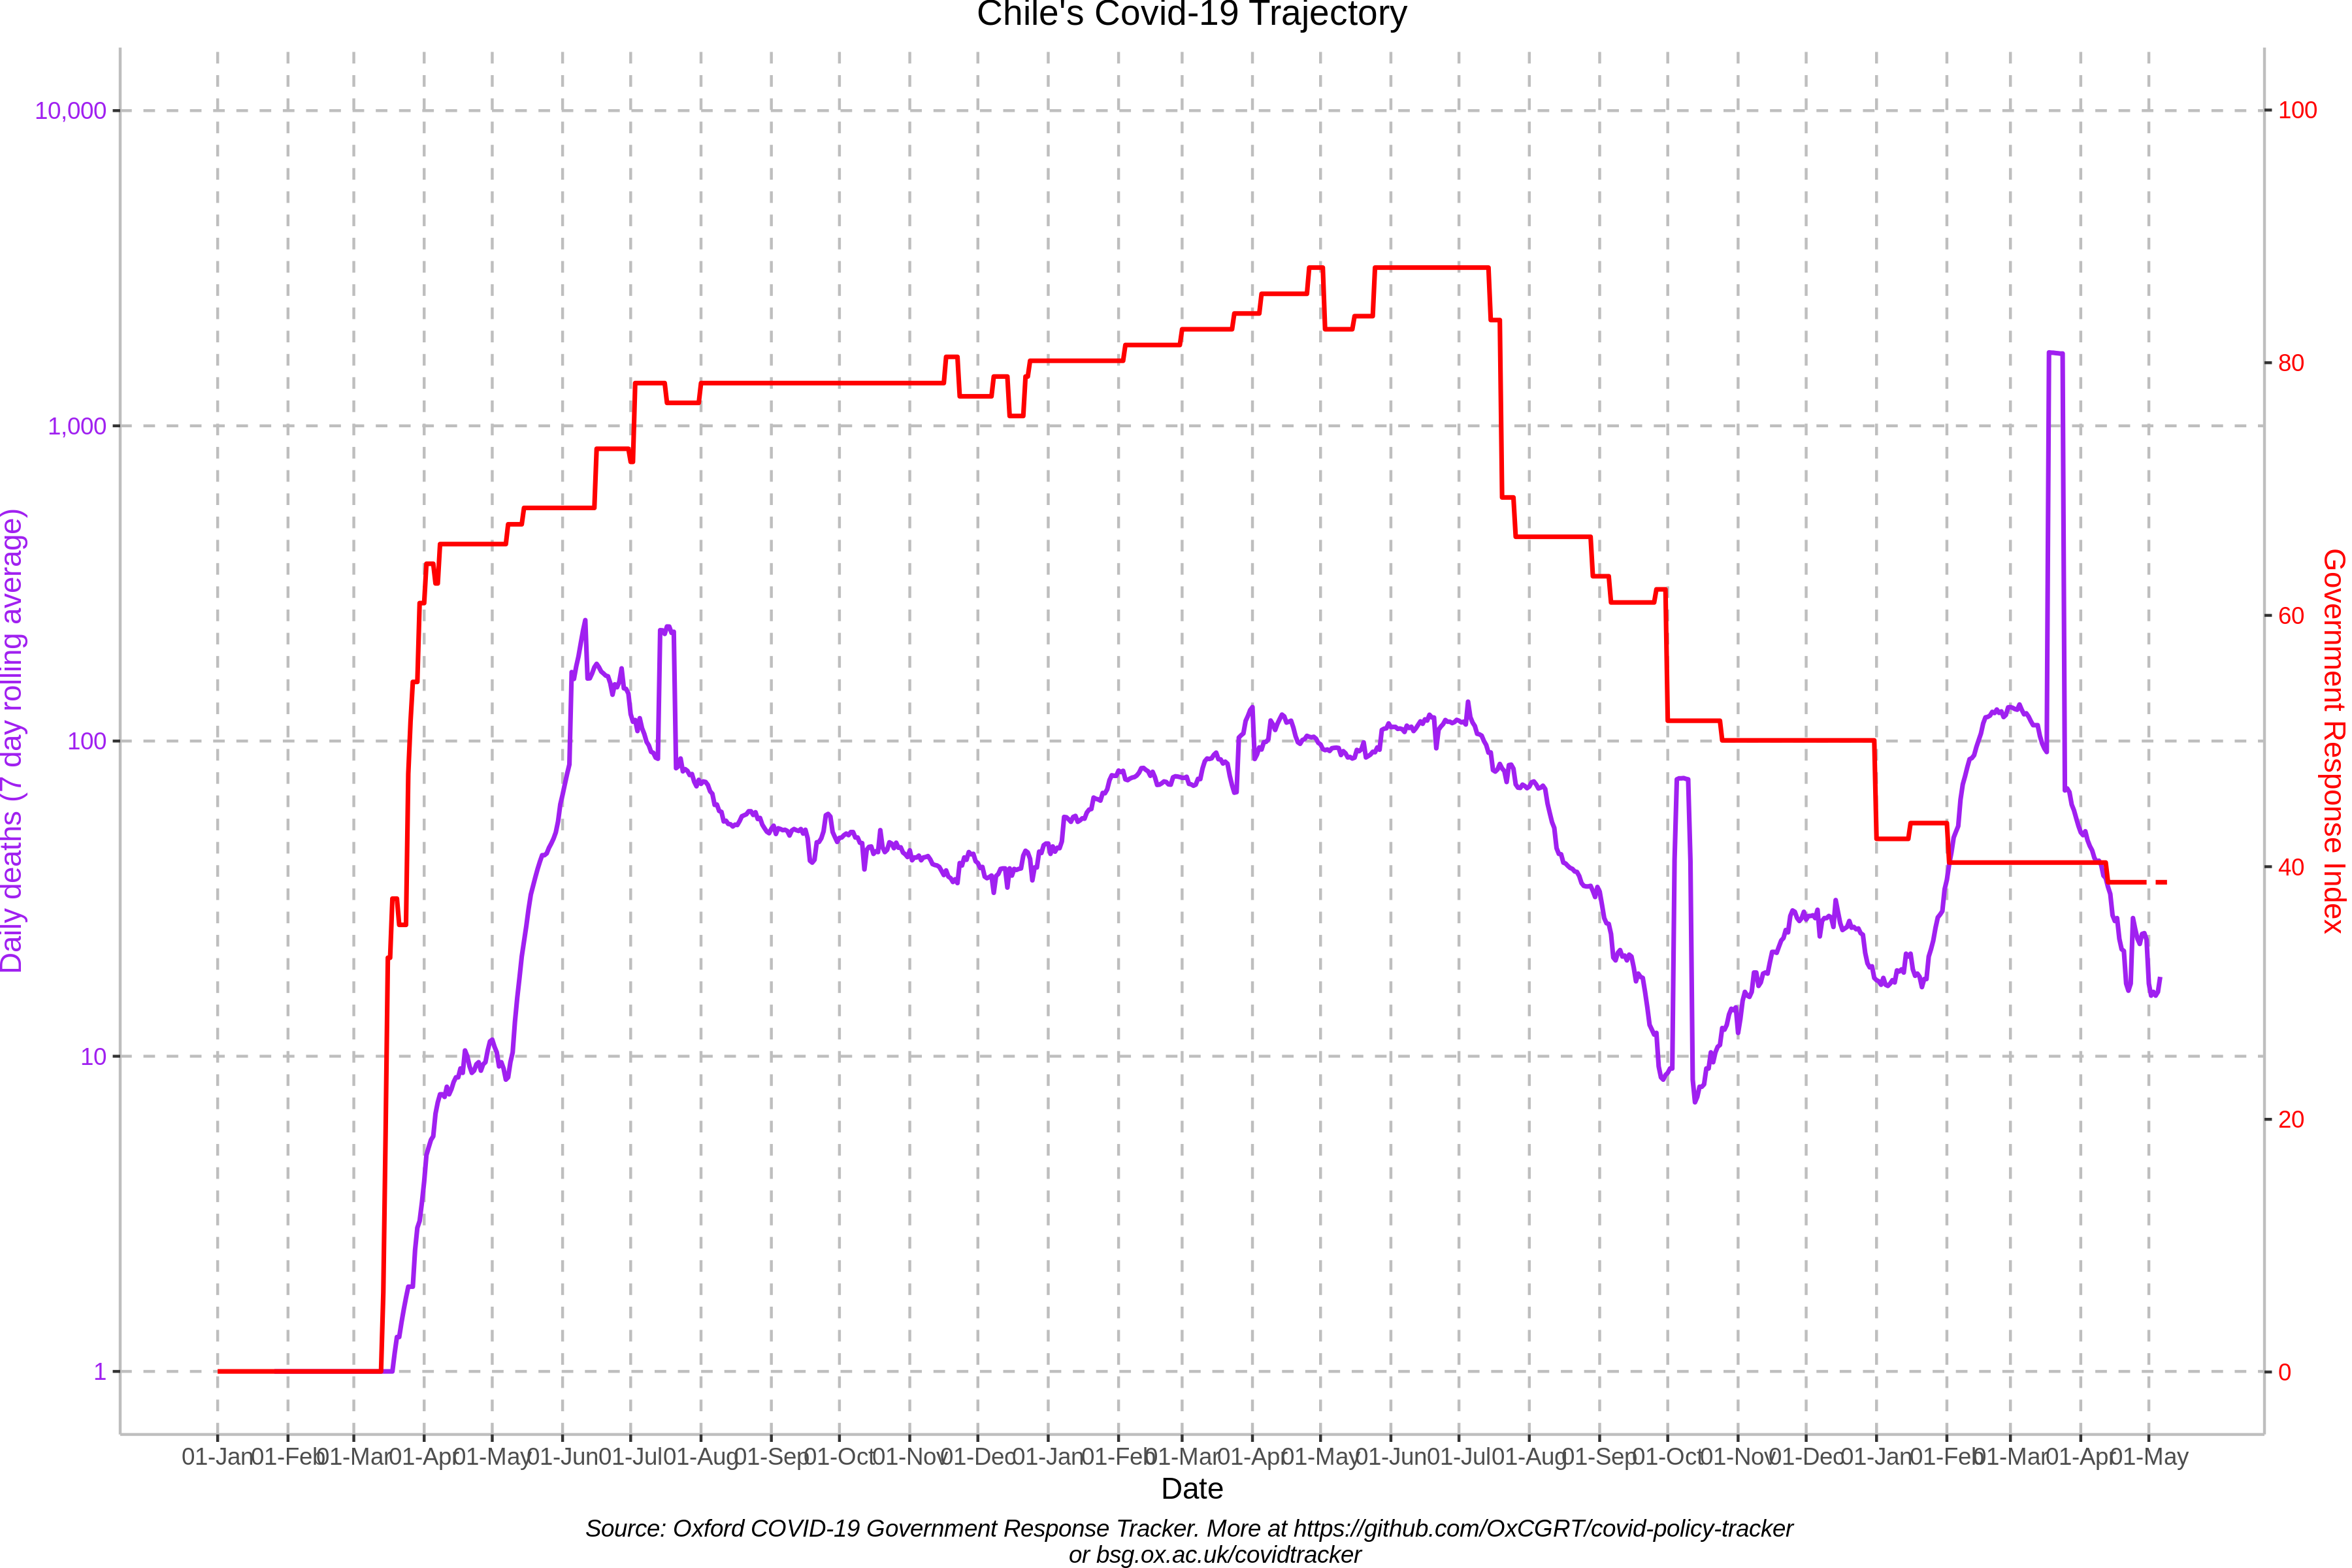 Chile's Covid-19 Trajectory
10,000
1,000
100
10
1
Daily deaths (7 day rolling average)
100
80
60
40
20
0
Government Response Index
01-Jan 01-Feb 01-Mar 01-Apr 01-May 01-Jun 01-Jul 01-Aug 01-Sep 01-Oct 01-Nov 01-Dec 01-Jan 01-Feb 01-Mar 01-Apr 01-May 01-Jun 01-Jul 01-Aug 01-Sep 01-Oct 01-Nov 01-Dec 01-Jan 01-Feb 01-Mar 01-Apr 01-May
Date
Source: Oxford COVID-19 Government Response Tracker. More at https://github.com/OxCGRT/covid-policy-tracker
or bsg.ox.ac.uk/covidtracker